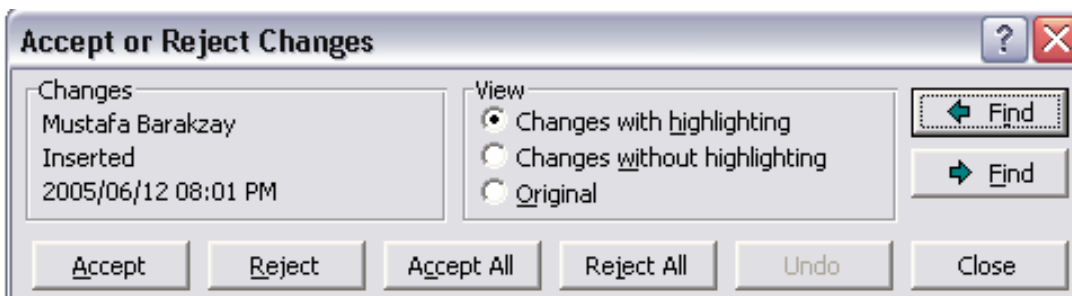 Accept or Reject Changes
Changes
Mustafa Barakzay
Inserted
2005/06/12 08:01 PM
View
Changes with highlighting
Changes without highlighting
Original
Find
Find
Accept
Reject
Accept All
Reject All
Undo
Close